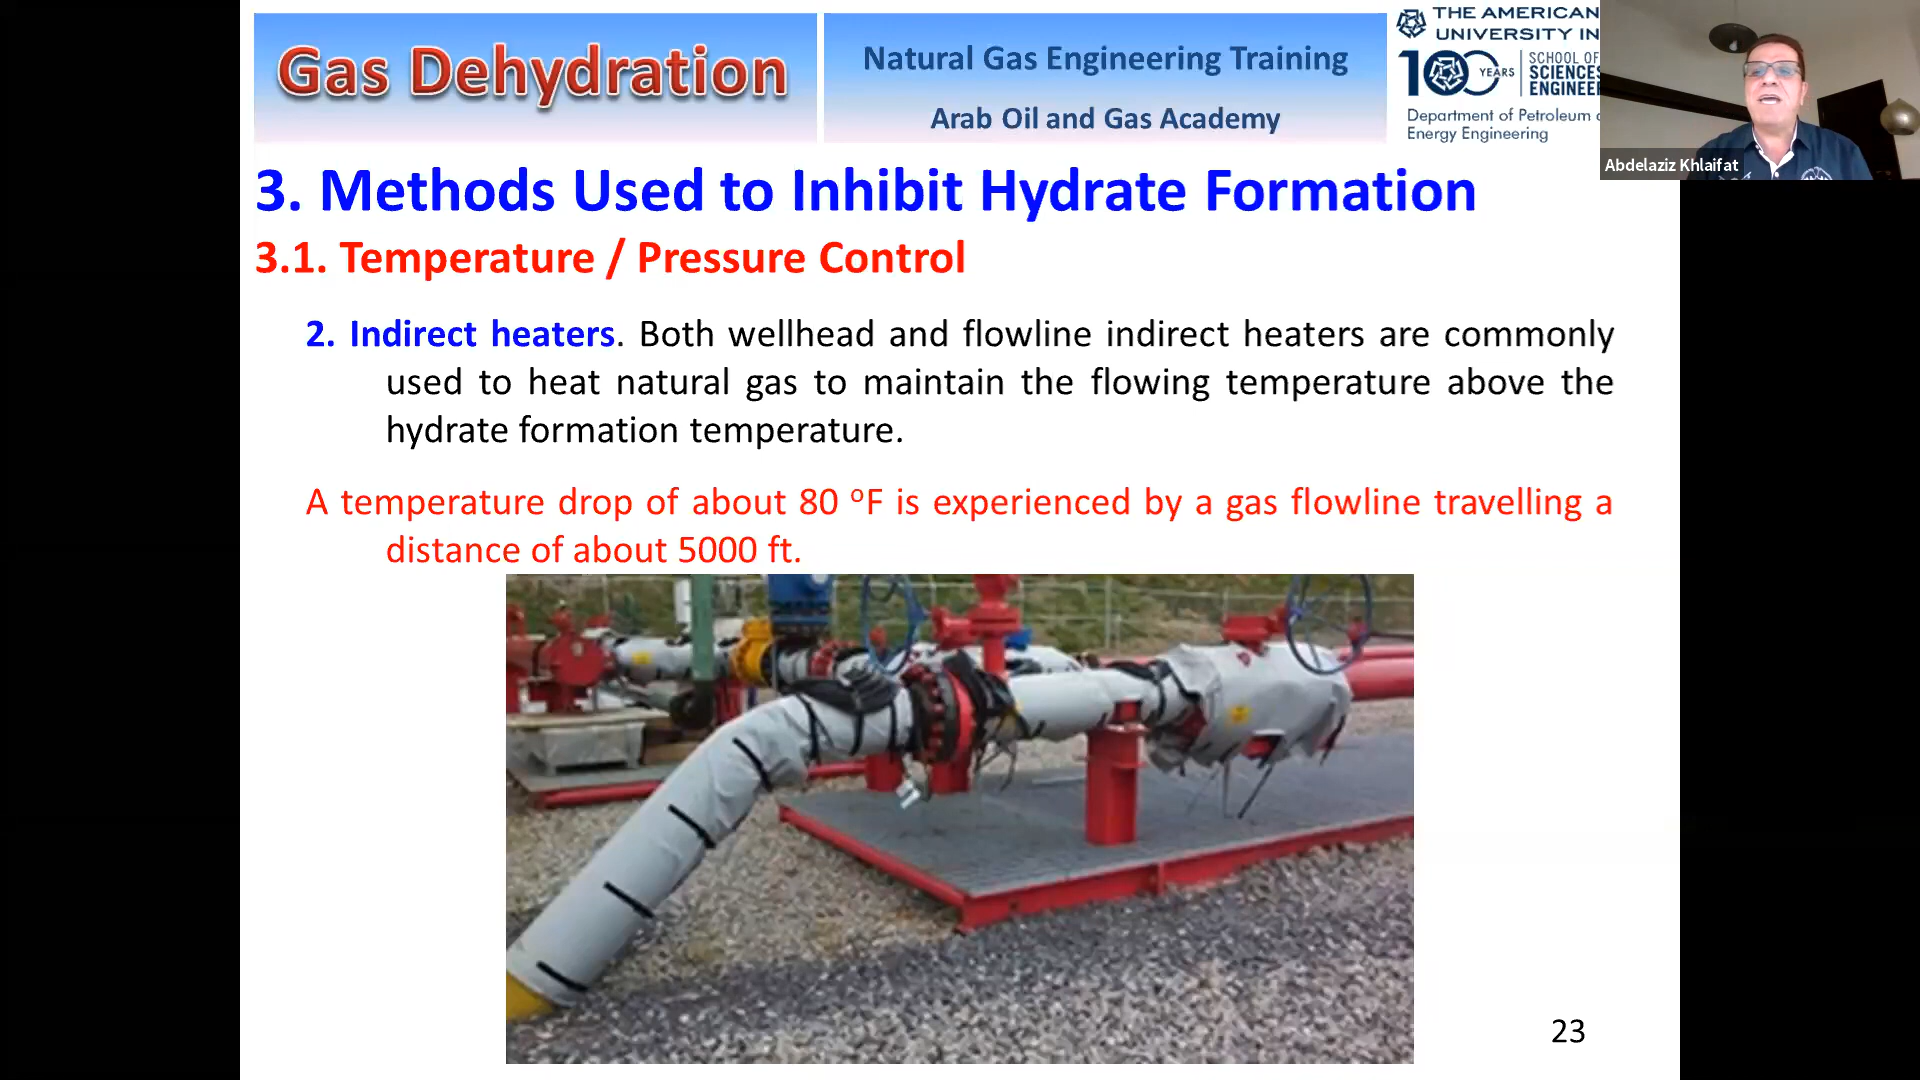 Gas Dehydration
Natural Gas Engineering Training
Arab Oil and Gas Academy
THE AMERICAN
UNIVERSITY IN
100 YEARS
SCHOOL OF
SCIENCES
ENGINEE
Department of Petroleum
Energy Engineering
Abdelaziz Khlaifat
3. Methods Used to Inhibit Hydrate Formation
3.1. Temperature / Pressure Control
2. Indirect heaters. Both wellhead and flowline indirect heaters are commonly
used to heat natural gas to maintain the flowing temperature above the
hydrate formation temperature.
A temperature drop of about 80 ºF is experienced by a gas flowline travelling a
distance of about 5000 ft.
23